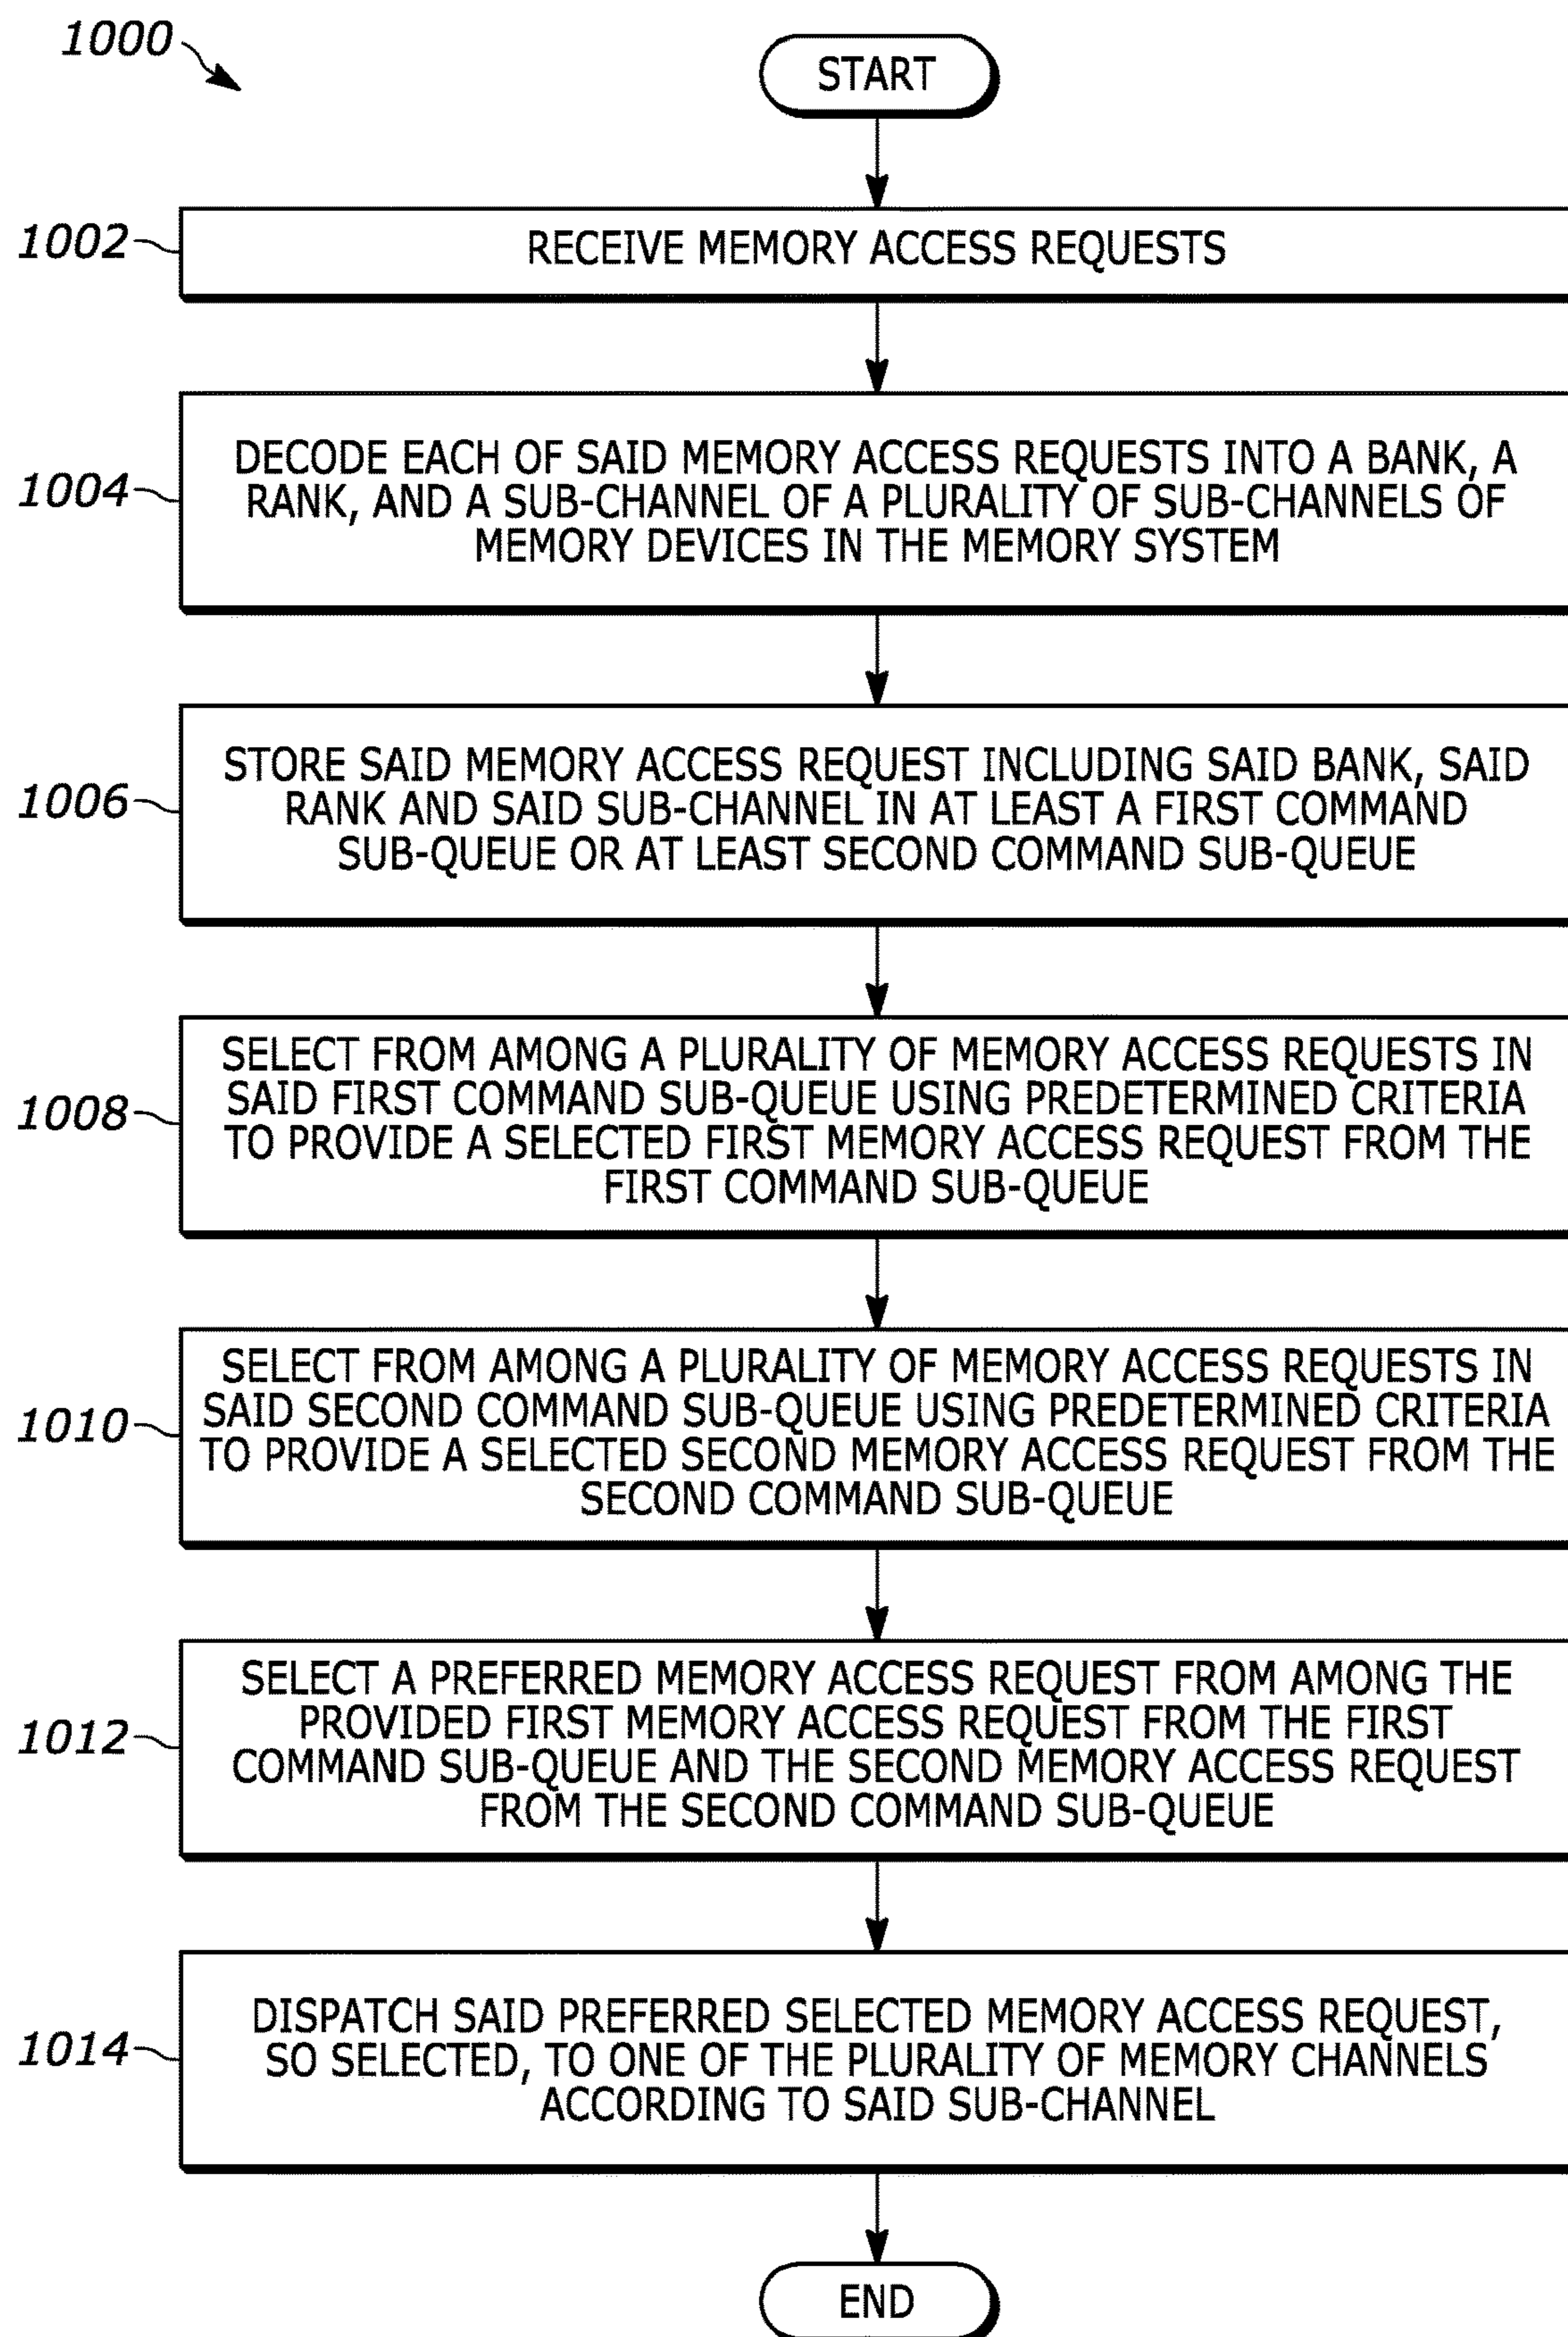 1000
START
1002
RECEIVE MEMORY ACCESS REQUESTS
1004
DECODE EACH OF SAID MEMORY ACCESS REQUESTS INTO A BANK, A
RANK, AND A SUB-CHANNEL OF A PLURALITY OF SUB-CHANNELS OF
MEMORY DEVICES IN THE MEMORY SYSTEM
1006
STORE SAID MEMORY ACCESS REQUEST INCLUDING SAID BANK, SAID
RANK AND SAID SUB-CHANNEL IN AT LEAST A FIRST COMMAND
SUB-QUEUE OR AT LEAST SECOND COMMAND SUB-QUEUE
1008
SELECT FROM AMONG A PLURALITY OF MEMORY ACCESS REQUESTS IN
SAID FIRST COMMAND SUB-QUEUE USING PREDETERMINED CRITERIA
TO PROVIDE A SELECTED FIRST MEMORY ACCESS REQUEST FROM THE
FIRST COMMAND SUB-QUEUE
1010
SELECT FROM AMONG A PLURALITY OF MEMORY ACCESS REQUESTS IN
SAID SECOND COMMAND SUB-QUEUE USING PREDETERMINED CRITERIA
TO PROVIDE A SELECTED SECOND MEMORY ACCESS REQUEST FROM THE
SECOND COMMAND SUB-QUEUE
1012
SELECT A PREFERRED MEMORY ACCESS REQUEST FROM AMONG THE
PROVIDED FIRST MEMORY ACCESS REQUEST FROM THE FIRST
COMMAND SUB-QUEUE AND THE SECOND MEMORY ACCESS REQUEST
FROM THE SECOND COMMAND SUB-QUEUE
1014
DISPATCH SAID PREFERRED SELECTED MEMORY ACCESS REQUEST,
SO SELECTED, TO ONE OF THE PLURALITY OF MEMORY CHANNELS
ACCORDING TO SAID SUB-CHANNEL
END